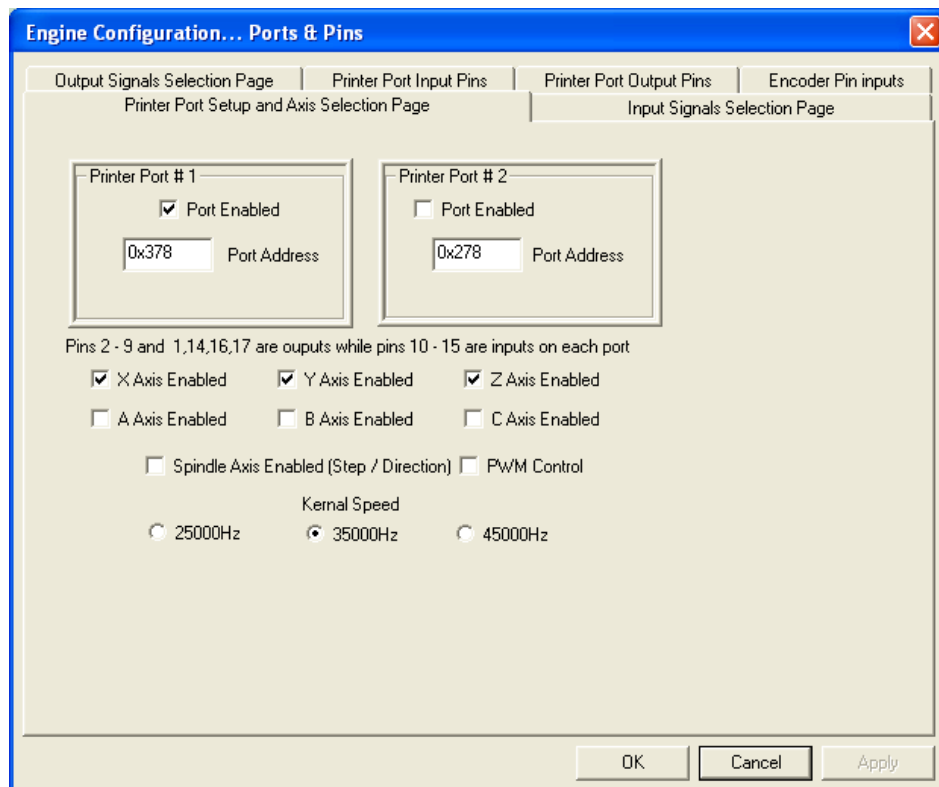 Engine Configuration... Ports & Pins
Output Signals Selection Page
Printer Port Input Pins
Printer Port Output Pins
Encoder Pin inputs
Printer Port Setup and Axis Selection Page
Input Signals Selection Page
Printer Port # 1
Port Enabled
0x378 Port Address
Printer Port # 2
Port Enabled
0x278 Port Address
Pins 2 - 9 and 1,14,16,17 are ouputs while pins 10 - 15 are inputs on each port
X Axis Enabled
Y Axis Enabled
Z Axis Enabled
A Axis Enabled
B Axis Enabled
C Axis Enabled
Spindle Axis Enabled (Step / Direction)
PWM Control
Kernal Speed
25000Hz
35000Hz
45000Hz
OK
Cancel
Apply